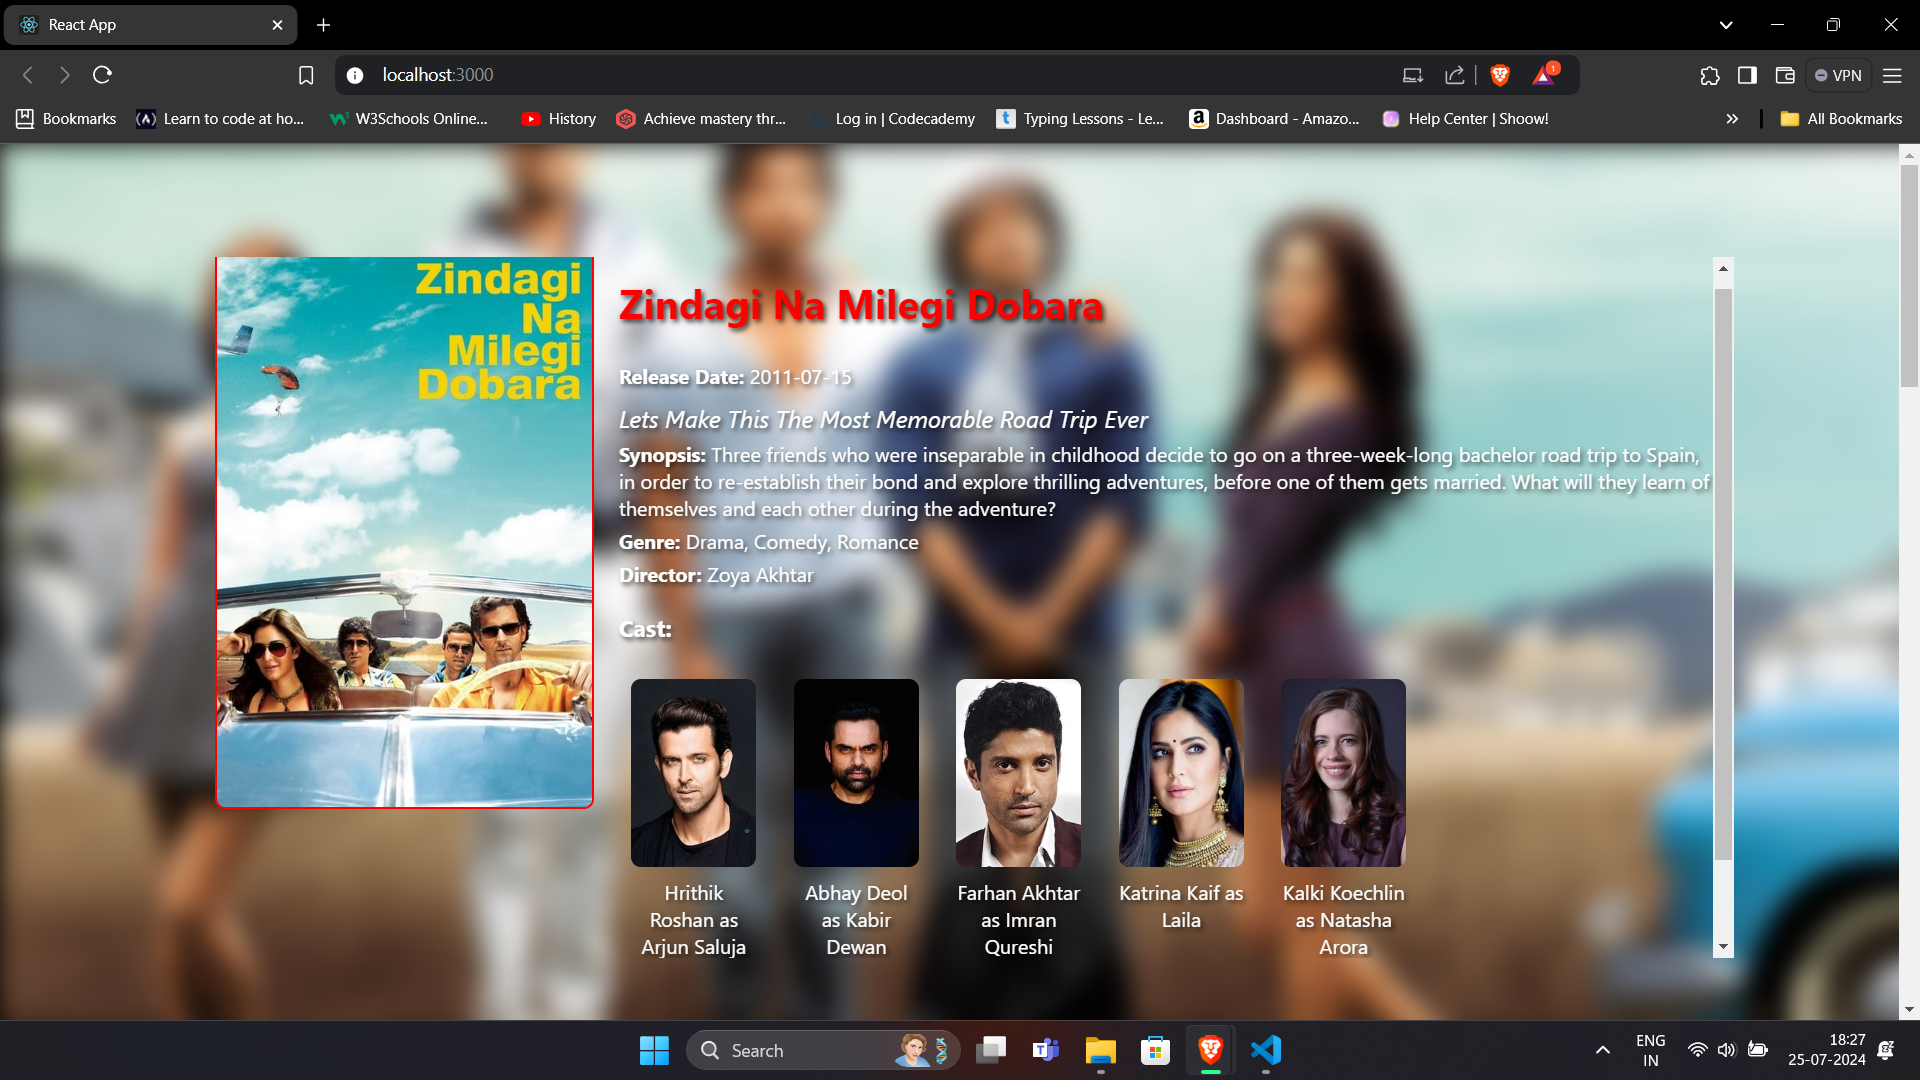 React App
localhost:3000
1
VPN
Bookmarks
Learn to code at ho...
W3Schools Online...
History
Achieve mastery thr...
Log in | Codecademy
Typing Lessons - Le...
Dashboard - Amazo...
Help Center | Shoow!
All Bookmarks
Zindagi
Na
Milegi
Dobara
Zindagi Na Milegi Dobara
Release Date: 2011-07-15
Lets Make This The Most Memorable Road Trip Ever
Synopsis: Three friends who were inseparable in childhood decide to go on a three-week-long bachelor road trip to Spain,
in order to re-establish their bond and explore thrilling adventures, before one of them gets married. What will they learn of
themselves and each other during the adventure?
Genre: Drama, Comedy, Romance
Director: Zoya Akhtar
Cast:
Hrithik
Roshan as
Arjun Saluja
Abhay Deol
as Kabir
Dewan
Farhan Akhtar
as Imran
Qureshi
Katrina Kaif as
Laila
Kalki Koechlin
as Natasha
Arora
Search
ENG
IN
18:27
25-07-2024